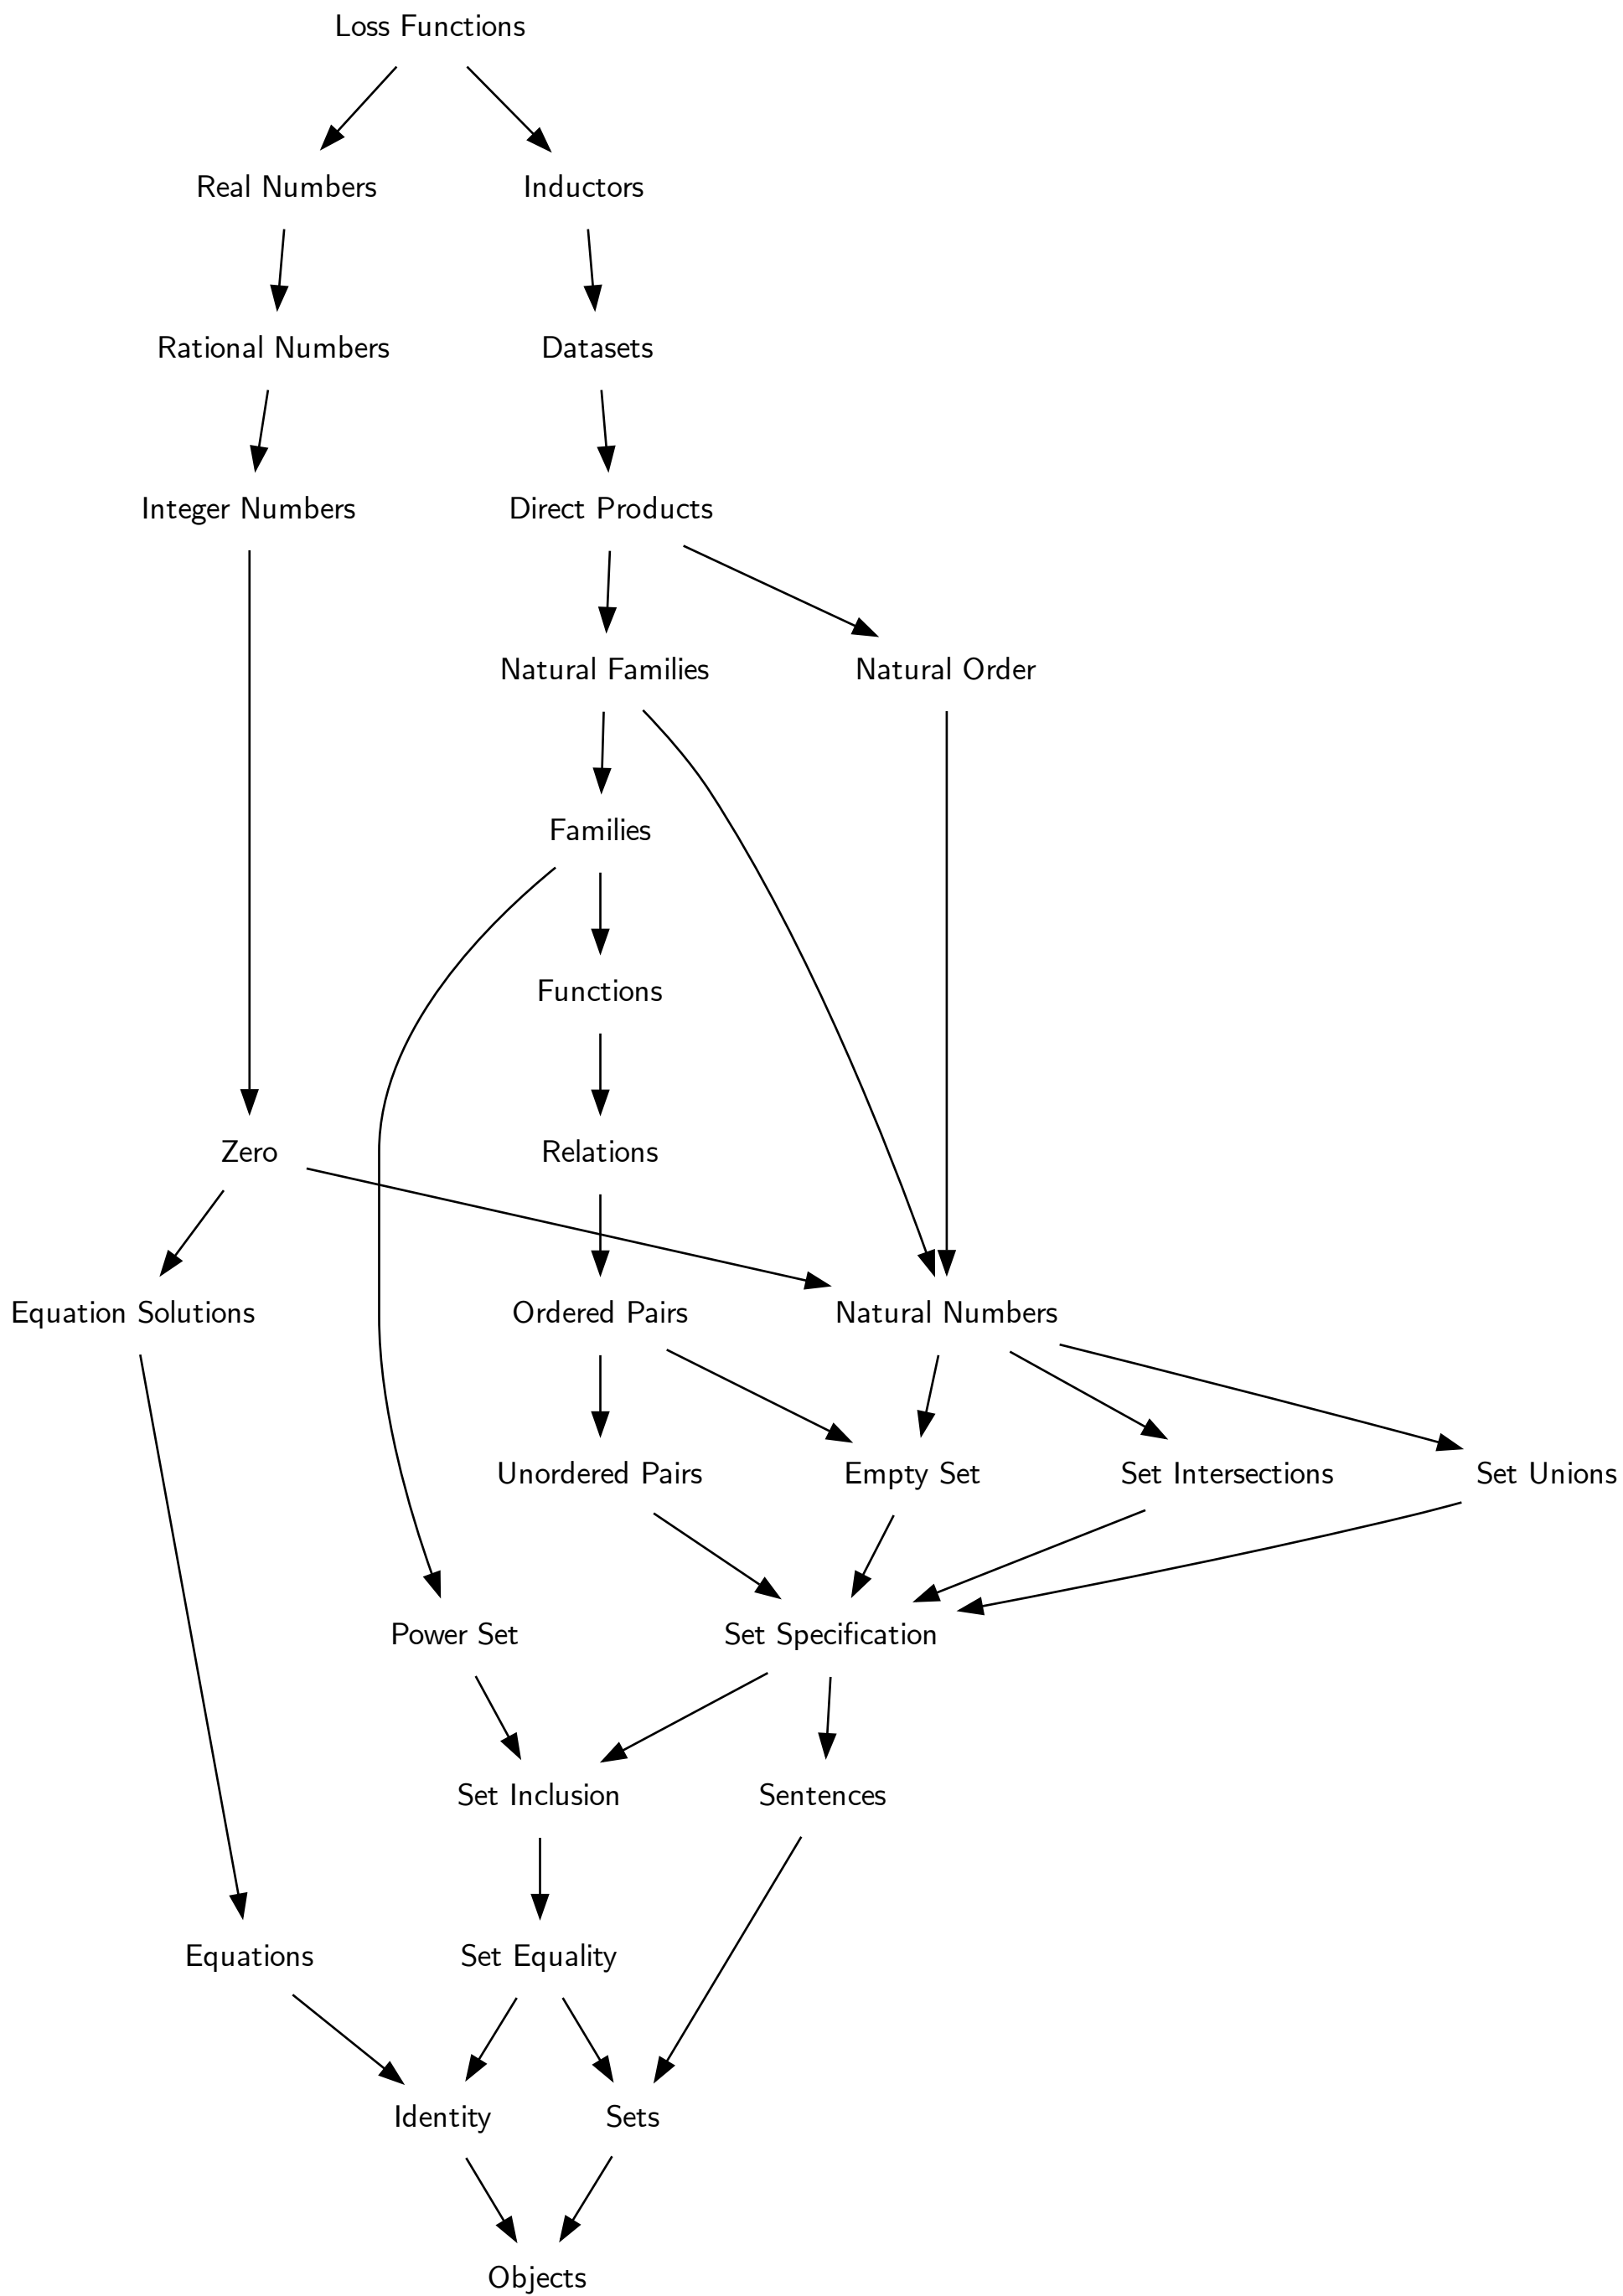 Loss Functions
Real Numbers
Inductors
Rational Numbers
Datasets
Integer Numbers
Direct Products
Natural Families
Natural Order
Families
Functions
Zero
Relations
Equation Solutions
Ordered Pairs
Natural Numbers
Unordered Pairs
Empty Set
Set Intersections
Set Unions
Power Set
Set Specification
Set Inclusion
Sentences
Equations
Set Equality
Identity
Sets
Objects